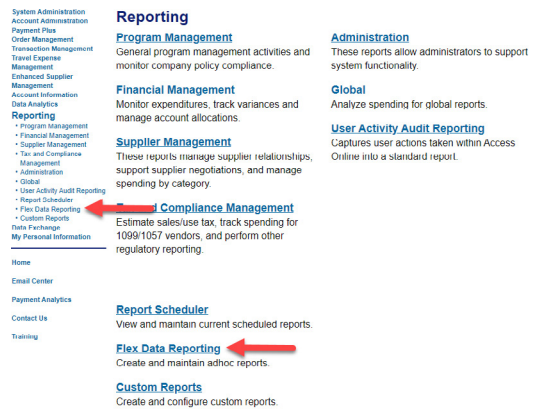 System Administration
Account Administration
Payment Plus
Order Management
Transaction Management
Travel Expense
Management
Enhanced Supplier
Management
Account Information
Data Analytics
Reporting
• Program Management
• Financial Management
• Supplier Management
• Tax and Compliance
Management
• Administration
• Global
• User Activity Audit Reporting
• Report Scheduler
• Flex Data Reporting
• Custom Reports
Data Exchange
My Personal Information
Home
Email Center
Payment Analytics
Contact Us
Training
Reporting
Program Management
General program management activities and
monitor company policy compliance.
Financial Management
Monitor expenditures, track variances and
manage account allocations.
Supplier Management
These reports manage supplier relationships,
support supplier negotiations, and manage
spending by category.
Compliance Management
Estimate sales/use tax, track spending for
1099/1057 vendors, and perform other
regulatory reporting.
Report Scheduler
View and maintain current scheduled reports.
Flex Data Reporting
Create and maintain adhoc reports.
Custom Reports
Create and configure custom reports.
Administration
These reports allow administrators to support
system functionality.
Global
Analyze spending for global reports.
User Activity Audit Reporting
Captures user actions taken within Access
Online into a standard report.